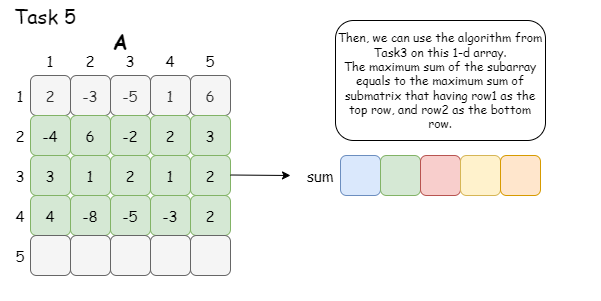 Task 5
A
1 2 3 4 5
1 2 -3 -5 1 6
2 -4 6 -2 2 3
3 3 1 2 1 2
4 4 -8 -5 -3 2
5
Then, we can use the algorithm from
Task3 on this 1-d array.
The maximum sum of the subarray
equals to the maximum sum of
submatrix that having row1 as the
top row, and row2 as the bottom
row.
sum